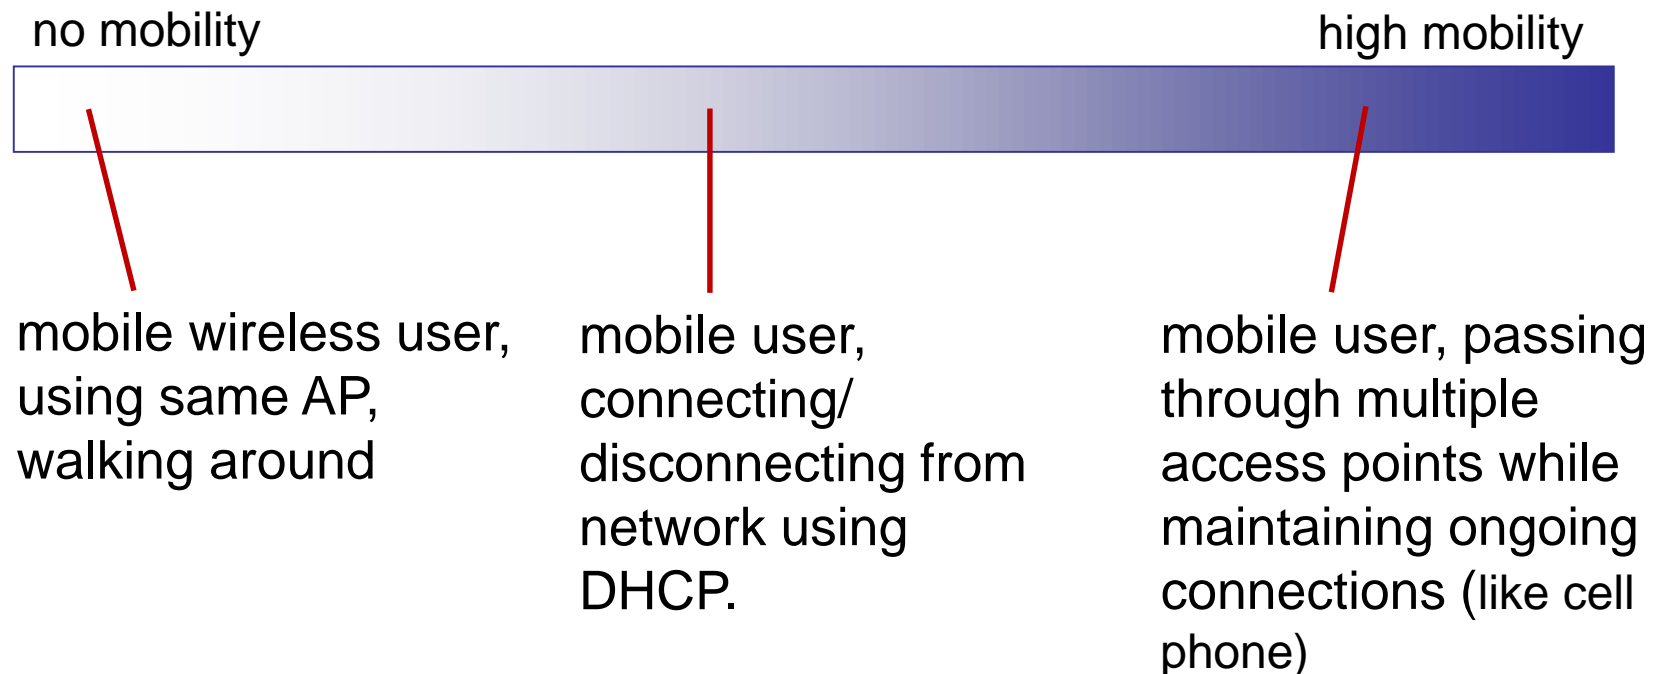 no mobility
high mobility
mobile wireless user,
using same AP,
walking around
mobile user,
connecting/
disconnecting from
network using
DHCP.
mobile user, passing
through multiple
access points while
maintaining ongoing
connections (like cell
phone)